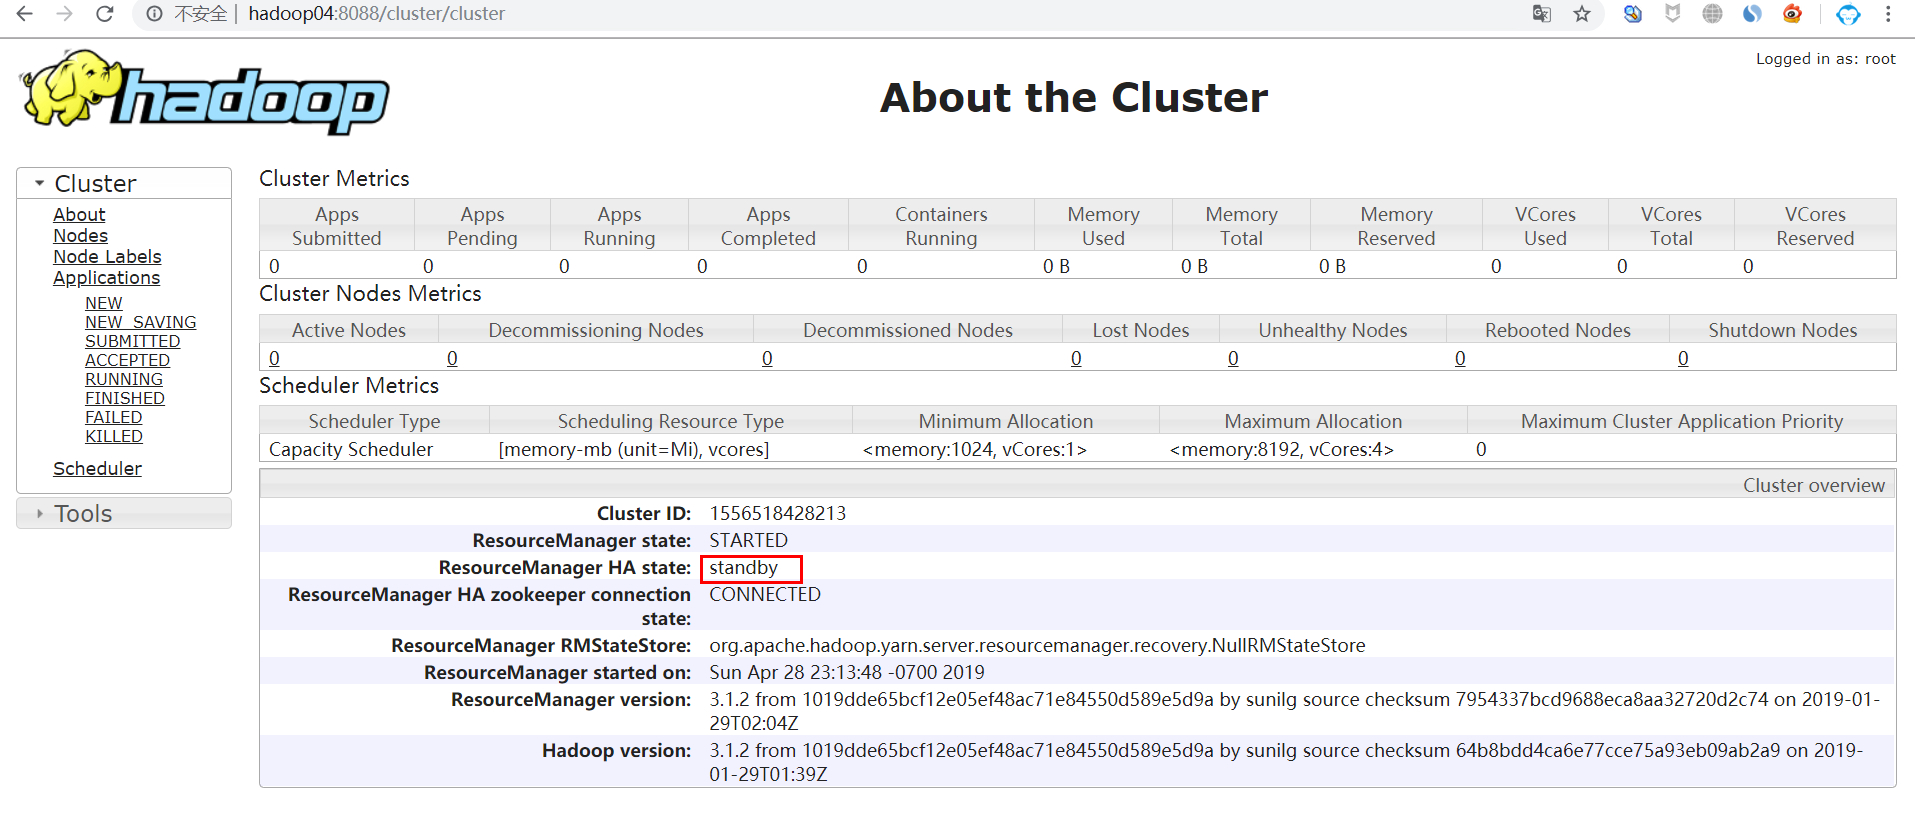 不安全 | hadoop04:8088/cluster/cluster
Logged in as: root
hadoop
About the Cluster
Cluster
About
Nodes
Node Labels
Applications
NEW
NEW_SAVING
SUBMITTED
ACCEPTED
RUNNING
FINISHED
FAILED
KILLED
Scheduler
Tools
Cluster Metrics
Apps Submitted Apps Pending Apps Running Apps Completed Containers Running Memory Used Memory Total Memory Reserved VCores Used VCores Total VCores Reserved
0 0 0 0 0 0 B 0 B 0 B 0 0 0
Cluster Nodes Metrics
Active Nodes Decommissioning Nodes Decommissioned Nodes Lost Nodes Unhealthy Nodes Rebooted Nodes Shutdown Nodes
0 0 0 0 0 0 0
Scheduler Metrics
Scheduler Type Scheduling Resource Type Minimum Allocation Maximum Allocation Maximum Cluster Application Priority
Capacity Scheduler [memory-mb (unit=Mi), vcores] <memory:1024, vCores:1> <memory:8192, vCores:4> 0
Cluster overview
Cluster ID: 1556518428213
ResourceManager state: STARTED
ResourceManager HA state: standby
ResourceManager HA zookeeper connection state: CONNECTED
ResourceManager RMStateStore: org.apache.hadoop.yarn.server.resourcemanager.recovery.NullRMStateStore
ResourceManager started on: Sun Apr 28 23:13:48 -0700 2019
ResourceManager version: 3.1.2 from 1019dde65bcf12e05ef48ac71e84550d589e5d9a by sunilg source checksum 7954337bcd9688eca8aa32720d2c74 on 2019-01-
29T02:04Z
Hadoop version: 3.1.2 from 1019dde65bcf12e05ef48ac71e84550d589e5d9a by sunilg source checksum 64b8bdd4ca6e77cce75a93eb09ab2a9 on 2019-
01-29T01:39Z